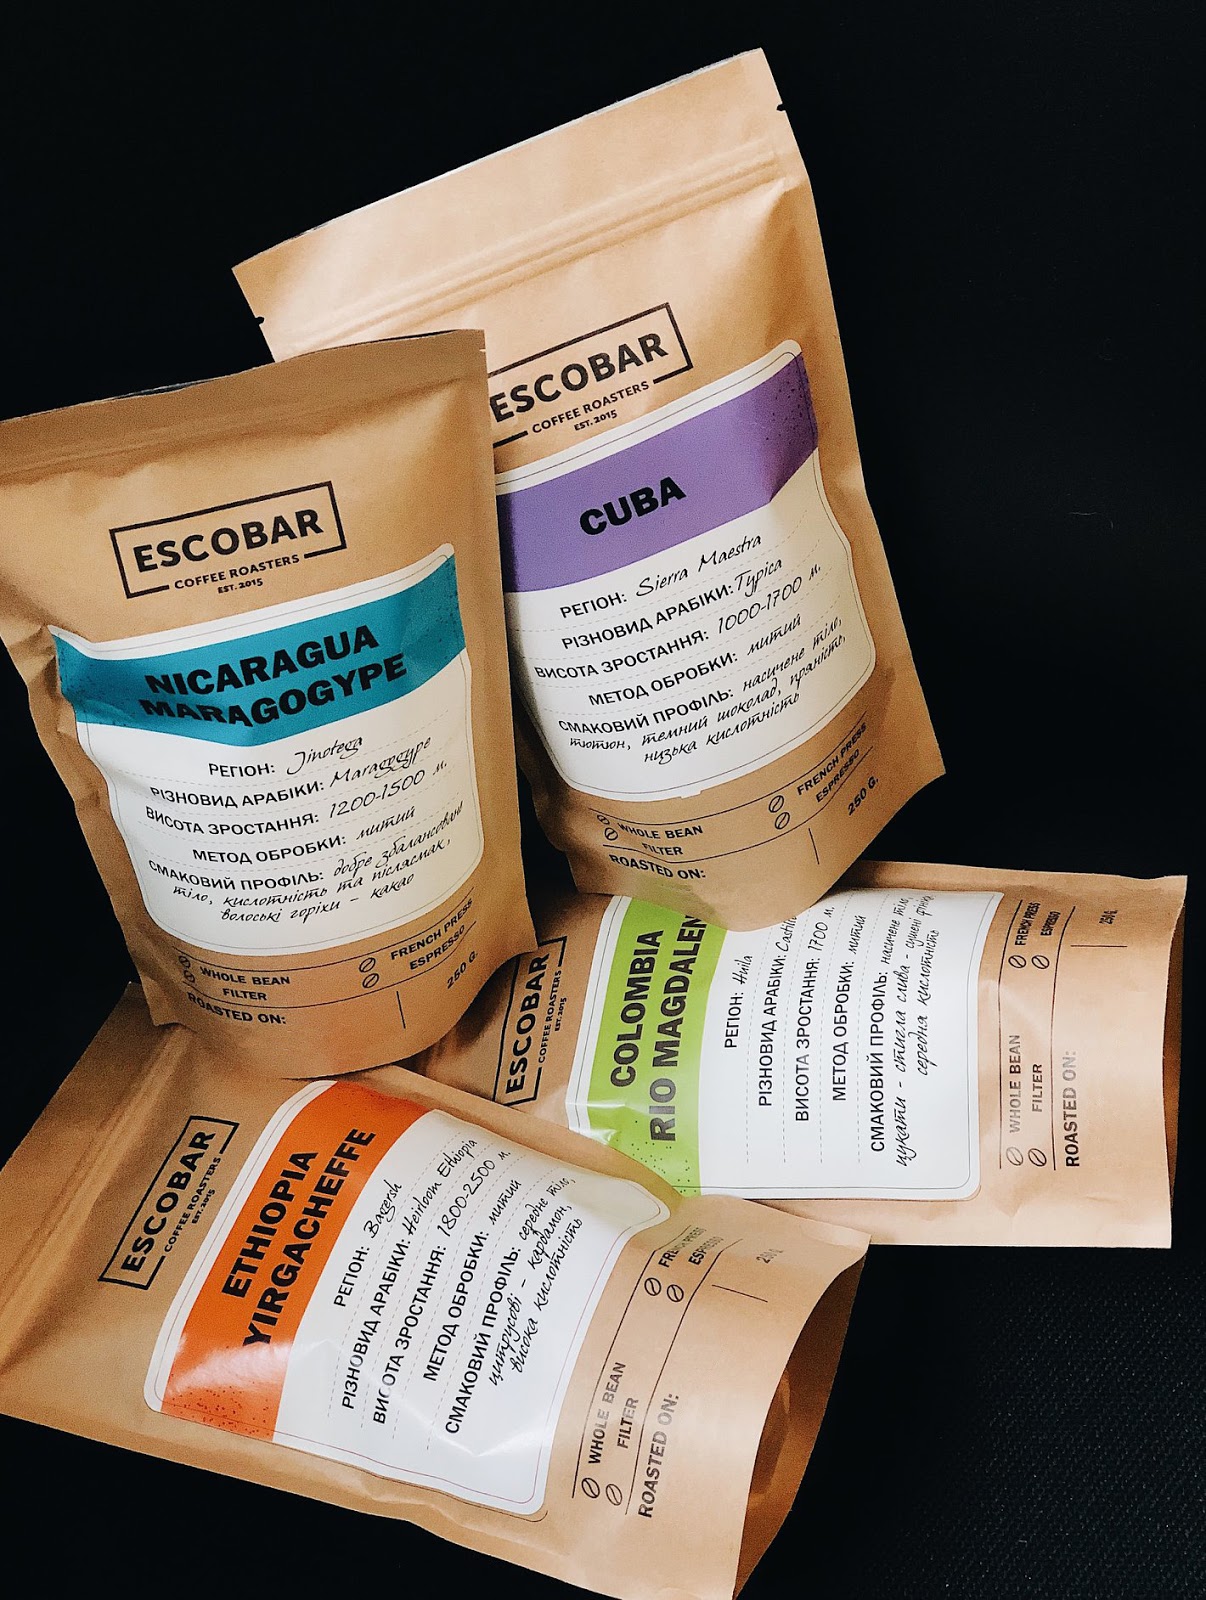 ESCOBAR
COFFEE ROASTERS
EST. 2015
CUBA
РЕГІОН: Sierra Maestra
РІЗНОВИД АРАБІКИ: Typica
ВИСОТА ЗРОСТАННЯ: 1000-1700 м.
МЕТОД ОБРОБКИ: митий
СМАКОВИЙ ПРОФІЛЬ: насичене тіло,
тютюн, темний шоколад, пряність,
низька кислотність
WHOLE BEAN
FRENCH PRESS
FILTER
ESPRESSO
ROASTED ON:
250 G.
ESCOBAR
COFFEE ROASTERS
EST. 2015
NICARAGUA
MARAGOGYPE
РЕГІОН: Jinotega
РІЗНОВИД АРАБІКИ: Maragogype
ВИСОТА ЗРОСТАННЯ: 1200-1500 м.
МЕТОД ОБРОБКИ: митий
СМАКОВИЙ ПРОФІЛЬ: добре збалансоване
тіло, кислотність та післясмак,
волоські горіхи - какао
WHOLE BEAN
FRENCH PRESS
FILTER
ESPRESSO
ROASTED ON:
250 G.
ESCOBAR
COFFEE ROASTERS
EST. 2015
COLOMBIA
RIO MAGDALEN
РЕГІОН: Huila
РІЗНОВИД АРАБІКИ: Castill
ВИСОТА ЗРОСТАННЯ: 1700 м.
МЕТОД ОБРОБКИ: митий
СМАКОВИЙ ПРОФІЛЬ: насичене тіло,
цукати - стигла слива - сушені фініки
середня кислотність
WHOLE BEAN
FRENCH PRESS
FILTER
ESPRESSO
ROASTED ON:
250 G.
ESCOBAR
COFFEE ROASTERS
EST. 2015
ETHIOPIA
YIRGACHEFFE
РЕГІОН: Baggersh
РІЗНОВИД АРАБІКИ: Heirloom Ethiopia
ВИСОТА ЗРОСТАННЯ: 1800-2500 м.
МЕТОД ОБРОБКИ: митий
СМАКОВИЙ ПРОФІЛЬ: середнє тіло,
цитрусові - кардамон,
висока кислотність
WHOLE BEAN
FRENCH PRESS
FILTER
ESPRESSO
ROASTED ON: